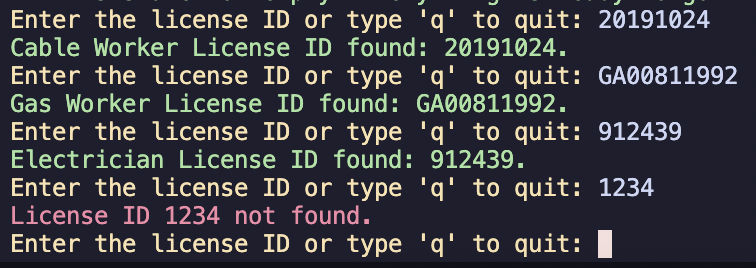 Enter the license ID or type 'q' to quit: 20191024
Cable Worker License ID found: 20191024.
Enter the license ID or type 'q' to quit: GA00811992
Gas Worker License ID found: GA00811992.
Enter the license ID or type 'q' to quit: 912439
Electrician License ID found: 912439.
Enter the license ID or type 'q' to quit: 1234
License ID 1234 not found.
Enter the license ID or type 'q' to quit: